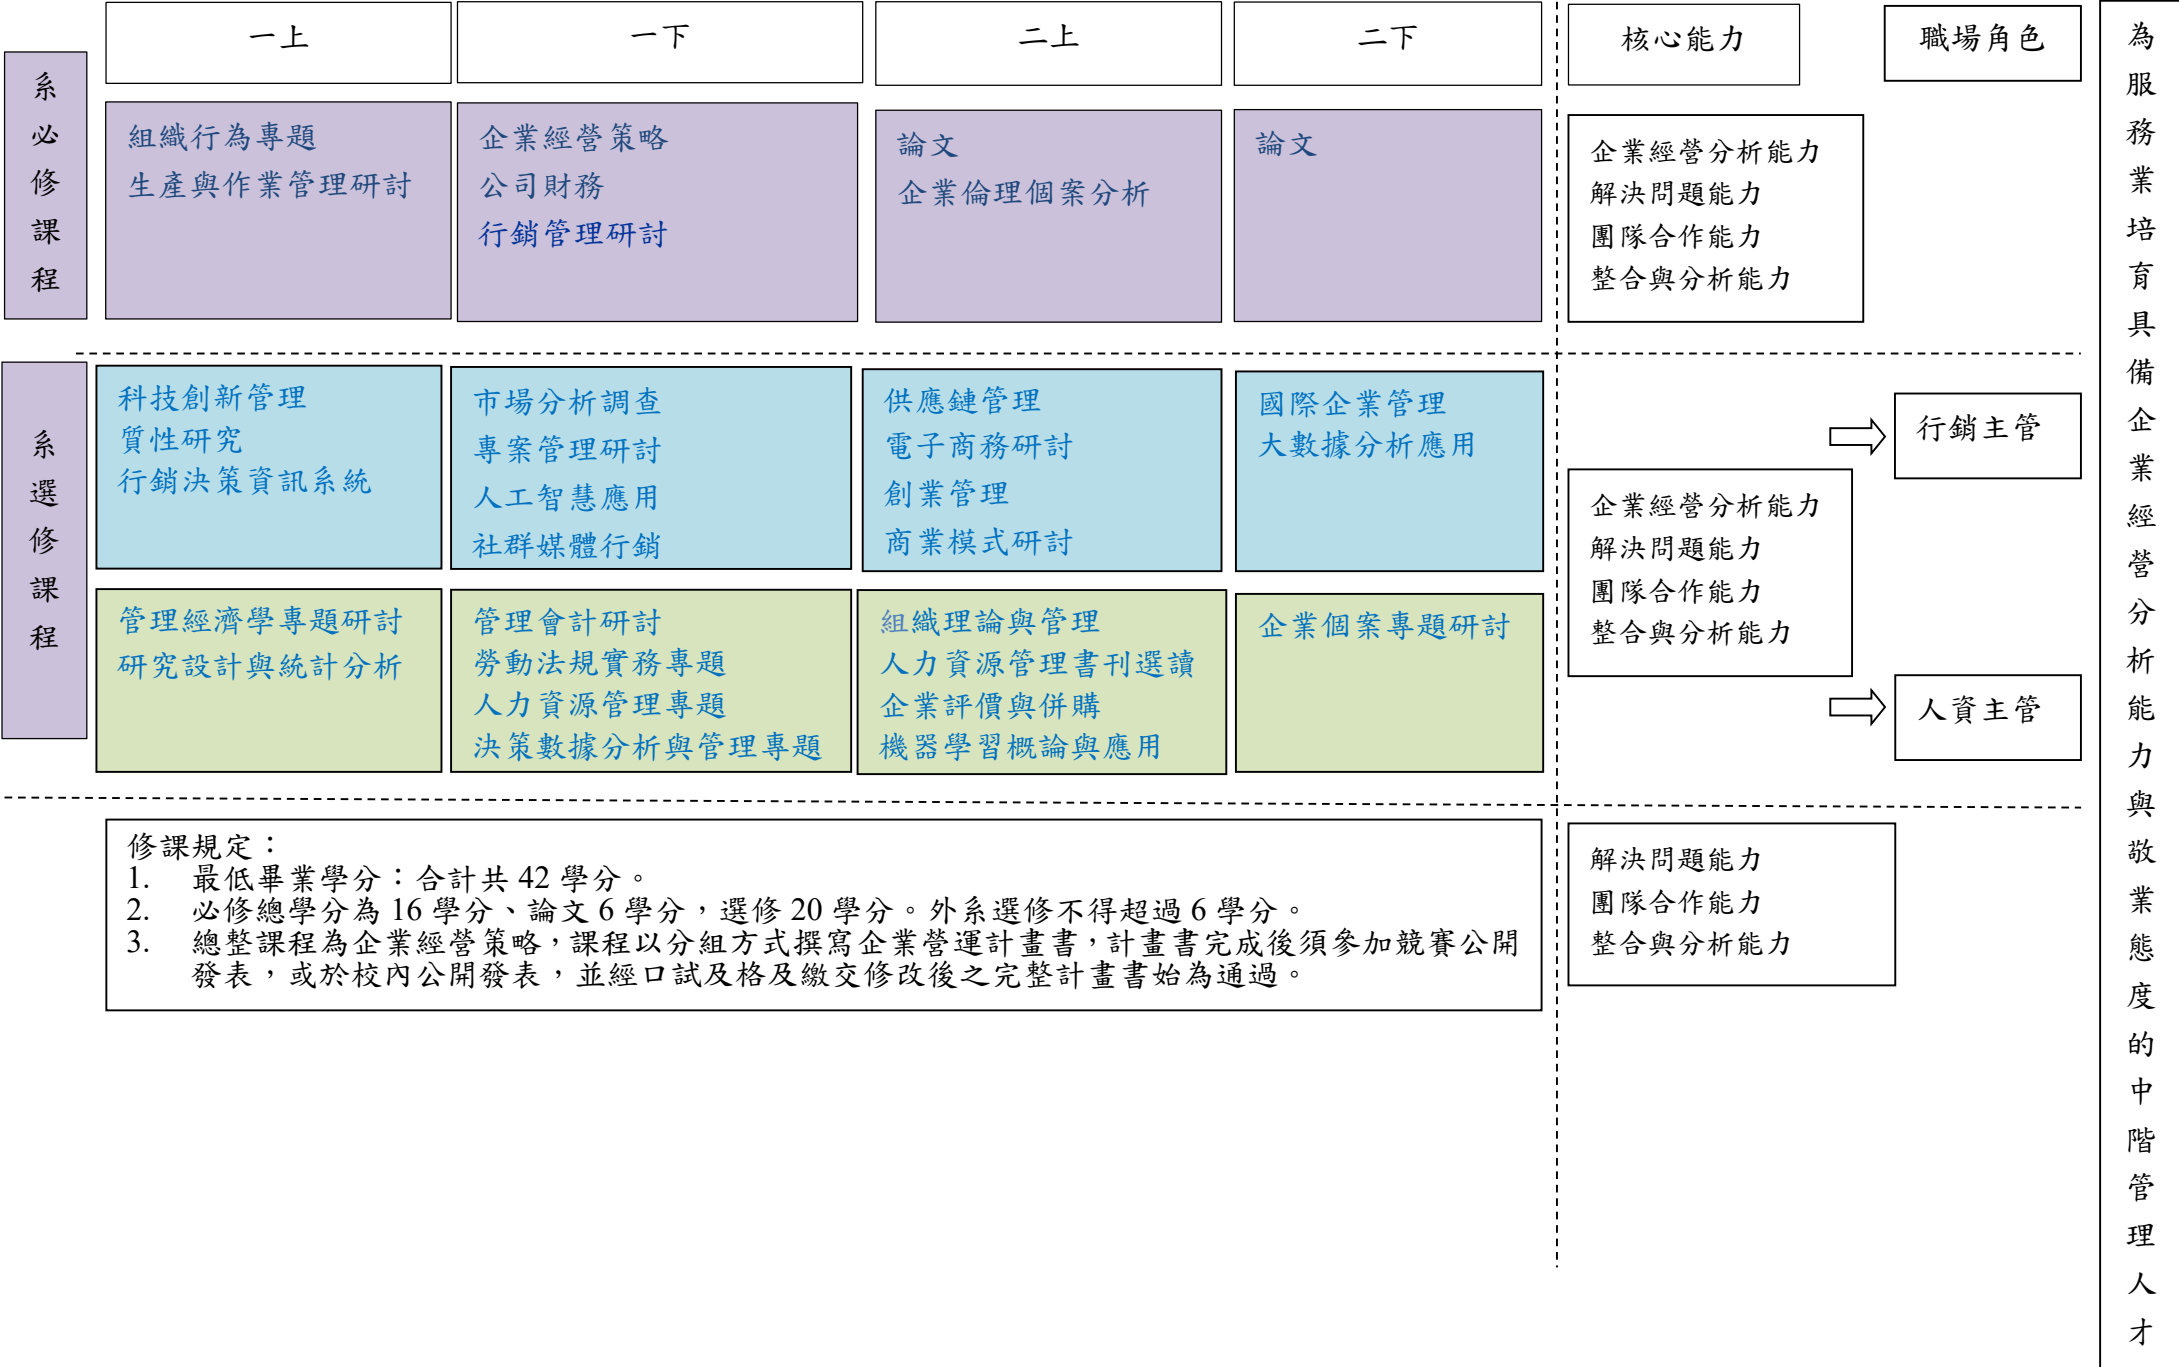 一上
一下
二上
二下
核心能力
職場角色
系必修課程
組織行為專題
生產與作業管理研討
企業經營策略
公司財務
行銷管理研討
論文
企業倫理個案分析
論文
企業經營分析能力
解決問題能力
團隊合作能力
整合與分析能力
系選修課程
科技創新管理
質性研究
行銷決策資訊系統
市場分析調查
專案管理研討
人工智慧應用
社群媒體行銷
供應鏈管理
電子商務研討
創業管理
商業模式研討
國際企業管理
大數據分析應用
管理經濟學專題研討
研究設計與統計分析
管理會計研討
勞動法規實務專題
人力資源管理專題
決策數據分析與管理專題
組織理論與管理
人力資源管理書刊選讀
企業評價與併購
機器學習概論與應用
企業個案專題研討
企業經營分析能力
解決問題能力
團隊合作能力
整合與分析能力
行銷主管
人資主管
修課規定：
1. 最低畢業學分：合計共 42 學分。
2. 必修總學分為 16 學分、論文 6 學分，選修 20 學分。外系選修不得超過 6 學分。
3. 總整課程為企業經營策略，課程以分組方式撰寫企業營運計畫書，計畫書完成後須參加競賽公開
發表，或於校內公開發表，並經口試及格及繳交修改後之完整計畫書始為通過。
解決問題能力
團隊合作能力
整合與分析能力
為服務業培育具備企業經營分析能力與敬業態度的中階管理人才